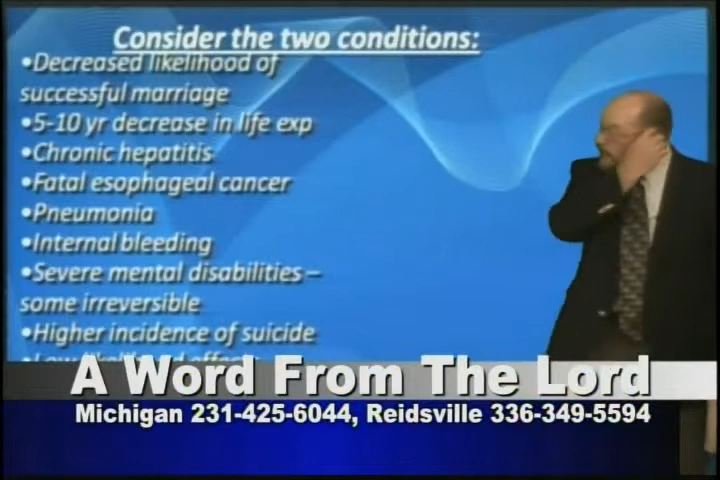 Consider the two conditions:
•Decreased likelihood of
successful marriage
•5-10 yr decrease in life exp
•Chronic hepatitis
•Fatal esophageal cancer
•Pneumonia
•Internal bleeding
•Severe mental disabilities –
some irreversible
•Higher incidence of suicide
A Word From The Lord
Michigan 231-425-6044, Reidsville 336-349-5594